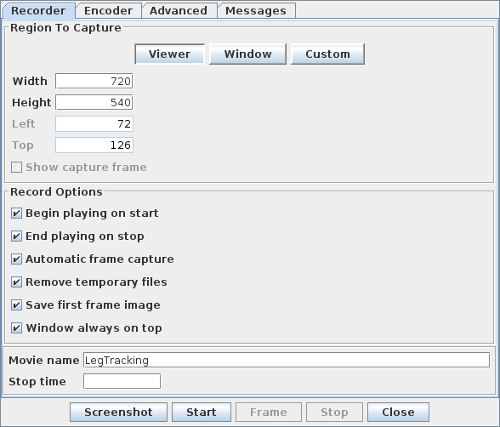 Recorder Encoder Advanced Messages
Region To Capture
Viewer Window Custom
Width 720
Height 540
Left 72
Top 126
Show capture frame
Record Options
Begin playing on start
End playing on stop
Automatic frame capture
Remove temporary files
Save first frame image
Window always on top
Movie name LegTracking
Stop time
Screenshot Start Frame Stop Close